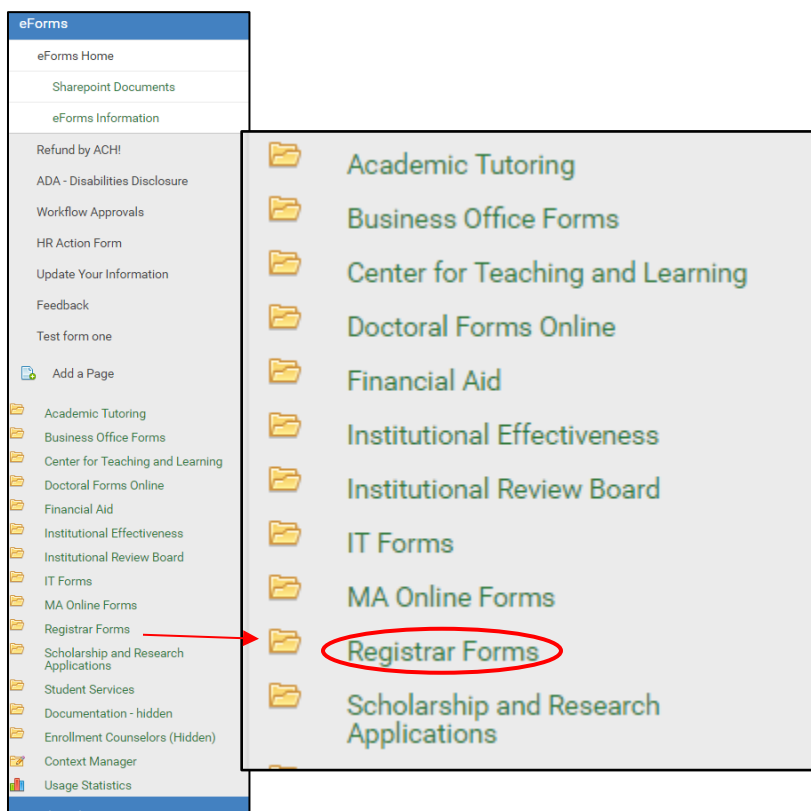 eForms
eForms Home
Sharepoint Documents
eForms Information
Refund by ACH!
ADA - Disabilities Disclosure
Workflow Approvals
HR Action Form
Update Your Information
Feedback
Test form one
Add a Page
Academic Tutoring
Business Office Forms
Center for Teaching and Learning
Doctoral Forms Online
Financial Aid
Institutional Effectiveness
Institutional Review Board
IT Forms
MA Online Forms
Registrar Forms
Scholarship and Research
Applications
Student Services
Documentation - hidden
Enrollment Counselors (Hidden)
Context Manager
Usage Statistics
Academic Tutoring
Business Office Forms
Center for Teaching and Learning
Doctoral Forms Online
Financial Aid
Institutional Effectiveness
Institutional Review Board
IT Forms
MA Online Forms
Registrar Forms
Scholarship and Research
Applications